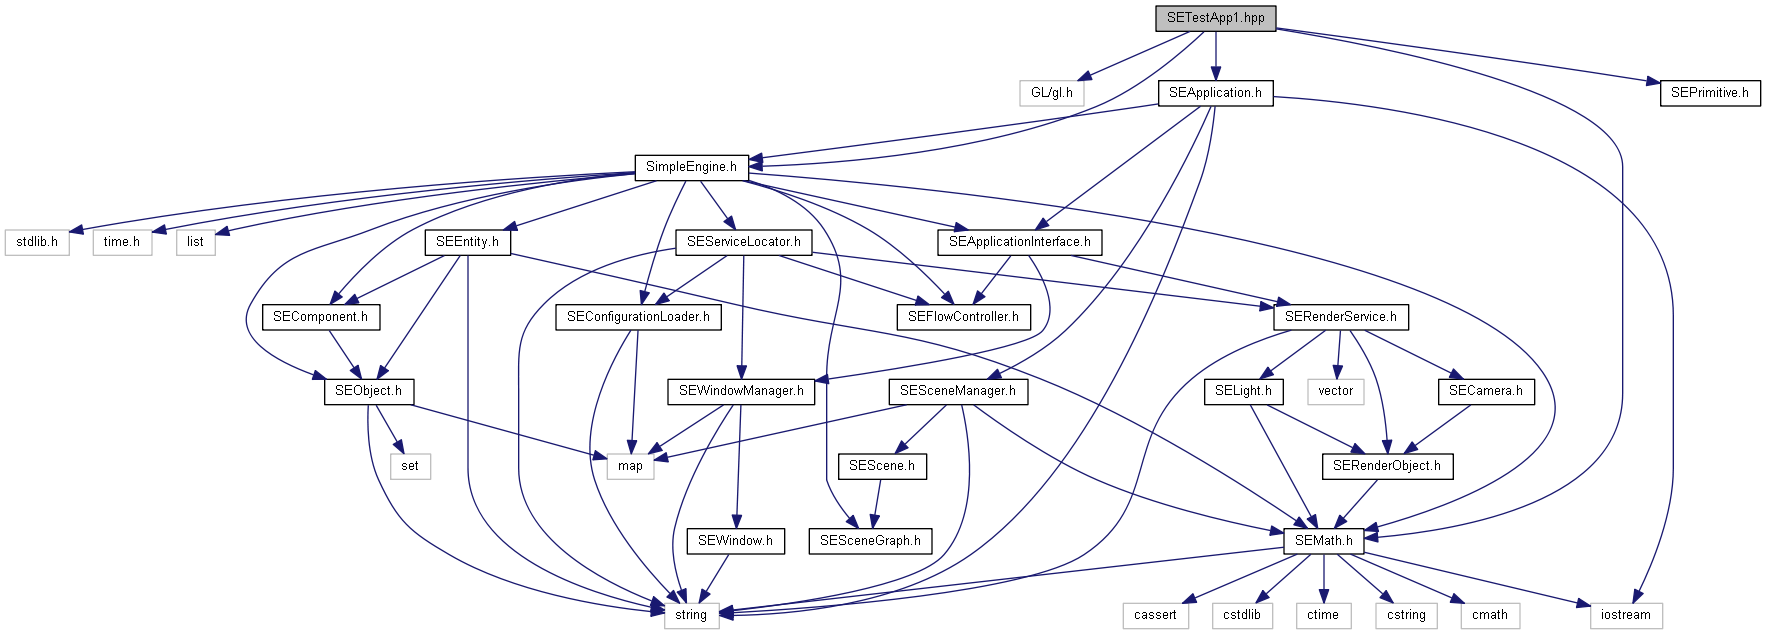 SETestApp1.hpp
GL/gl.h
SEApplication.h
SEPrimitive.h
SimpleEngine.h
stdlib.h
time.h
list
SEEntity.h
SEServiceLocator.h
SEApplicationInterface.h
SEComponent.h
SEConfigurationLoader.h
SEFlowController.h
SERenderService.h
SEObject.h
SEWindowManager.h
SESceneManager.h
SELight.h
vector
SECamera.h
set
map
SEScene.h
SERenderObject.h
SEWindow.h
SESceneGraph.h
SEMath.h
string
cassert
cstdlib
ctime
cstring
cmath
iostream